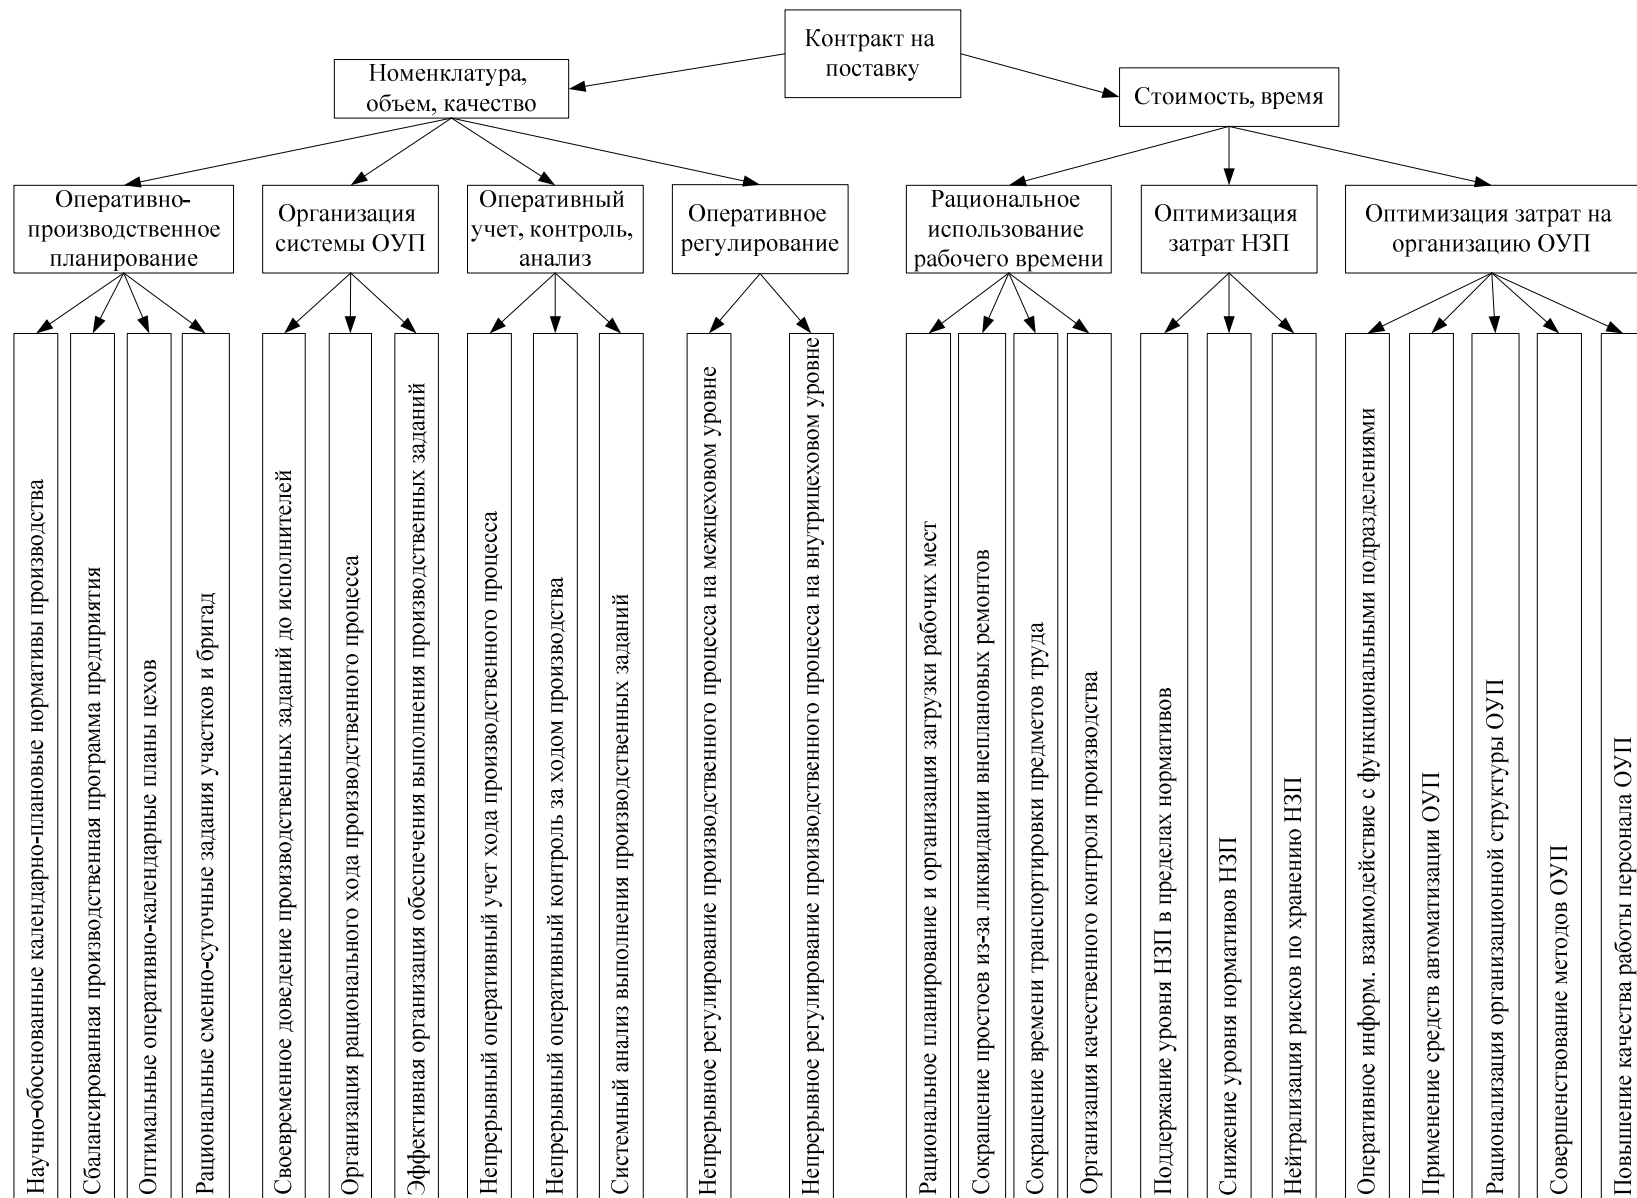 Контракт на
поставку
Номенклатура,
объем, качество
Стоимость, время
Оперативно-
производственное
планирование
Организация
системы ОУП
Оперативный
учет, контроль,
анализ
Оперативное
регулирование
Рациональное
использование
рабочего времени
Оптимизация
затрат НЗП
Оптимизация затрат на
организацию ОУП
Научно-обоснованные календарно-плановые нормативы производства
Сбалансированная производственная программа предприятия
Оптимальные оперативно-календарные планы цехов
Рациональные сменно-суточные задания участков и бригад
Своевременное доведение производственных заданий до исполнителей
Организация рационального хода производственного процесса
Эффективная организация обеспечения выполнения производственных заданий
Непрерывный оперативный учет хода производственного процесса
Непрерывный оперативный контроль за ходом производства
Системный анализ выполнения производственных заданий
Непрерывное регулирование производственного процесса на межцеховом уровне
Непрерывное регулирование производственного процесса на внутрицеховом уровне
Рациональное планирование и организация загрузки рабочих мест
Сокращение простоев из-за ликвидации внеплановых ремонтов
Сокращение времени транспортировки предметов труда
Организация качественного контроля производства
Поддержание уровня НЗП в пределах нормативов
Снижение уровня нормативов НЗП
Нейтрализация рисков по хранению НЗП
Оперативное информ. взаимодействие с функциональными подразделениями
Применение средств автоматизации ОУП
Рационализация организационной структуры ОУП
Совершенствование методов ОУП
Повышение качества работы персонала ОУП